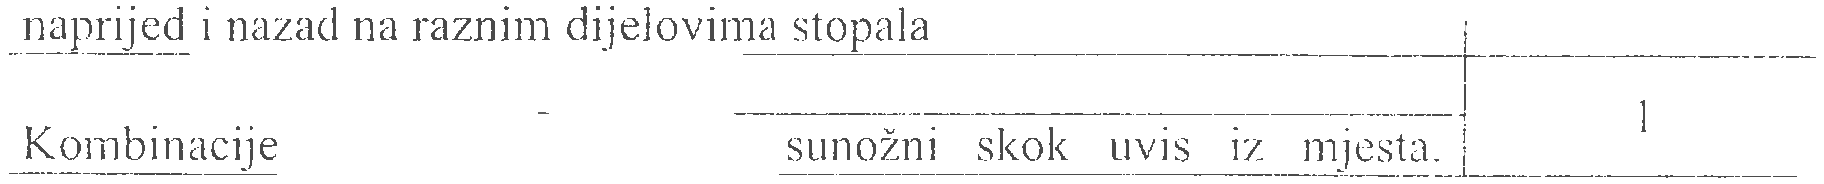 naprijed i nazad na raznim dijelovima stopala
1
Kombinacije sunožni skok uvis iz mjesta.